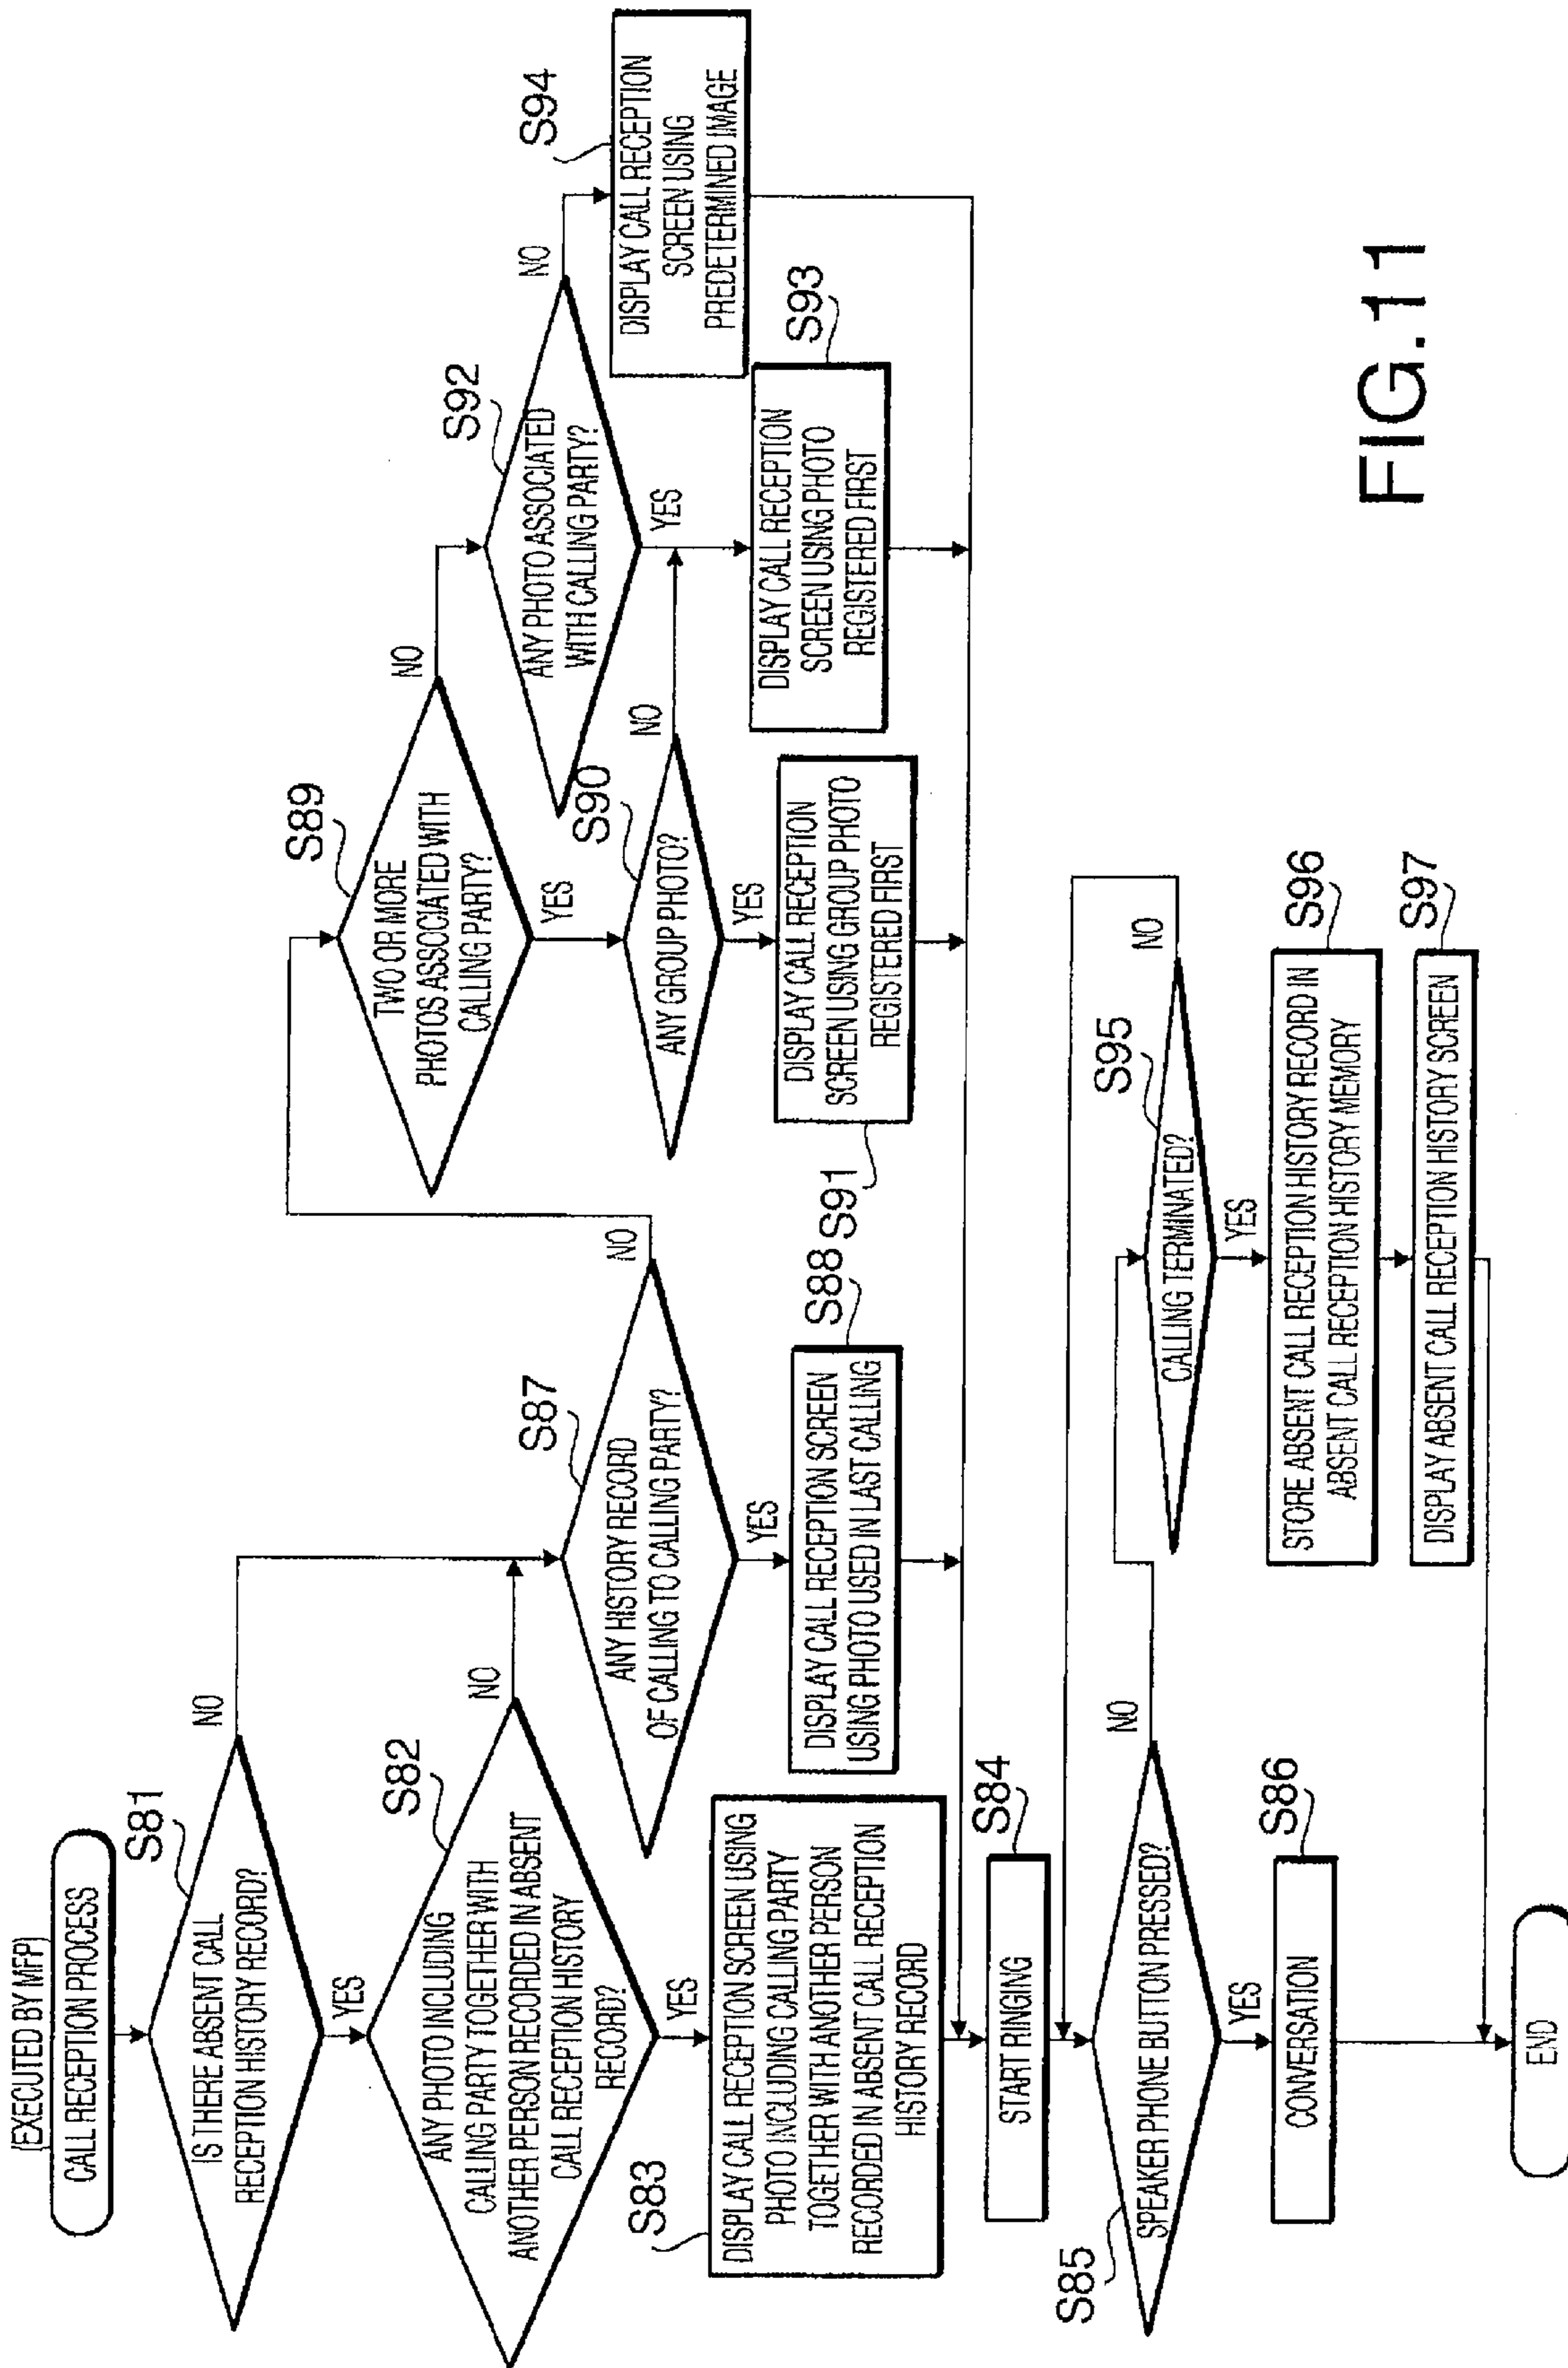 (EXECUTED BY MFP)
CALL RECEPTION PROCESS
S81
IS THERE ABSENT CALL
RECEPTION HISTORY RECORD?
NO
YES
S82
ANY PHOTO INCLUDING
CALLING PARTY TOGETHER WITH
ANOTHER PERSON RECORDED IN ABSENT
CALL RECEPTION HISTORY
RECORD?
NO
YES
S83
DISPLAY CALL RECEPTION SCREEN USING
PHOTO INCLUDING CALLING PARTY
TOGETHER WITH ANOTHER PERSON
RECORDED IN ABSENT CALL RECEPTION
HISTORY RECORD
S84
START RINGING
S85
SPEAKER PHONE BUTTON PRESSED?
NO
YES
S86
CONVERSATION
END
S87
ANY HISTORY RECORD
OF CALLING TO CALLING PARTY?
NO
YES
S88
DISPLAY CALL RECEPTION SCREEN
USING PHOTO USED IN LAST CALLING
S89
TWO OR MORE
PHOTOS ASSOCIATED WITH
CALLING PARTY?
NO
YES
S90
ANY GROUP PHOTO?
NO
YES
S91
DISPLAY CALL RECEPTION
SCREEN USING GROUP PHOTO
REGISTERED FIRST
S92
ANY PHOTO ASSOCIATED
WITH CALLING PARTY?
NO
YES
S93
DISPLAY CALL RECEPTION
SCREEN USING PHOTO
REGISTERED FIRST
S94
DISPLAY CALL RECEPTION
SCREEN USING
PREDETERMINED IMAGE
S95
CALLING TERMINATED?
NO
YES
S96
STORE ABSENT CALL RECEPTION HISTORY RECORD IN
ABSENT CALL RECEPTION HISTORY MEMORY
S97
DISPLAY ABSENT CALL RECEPTION HISTORY SCREEN
FIG.11